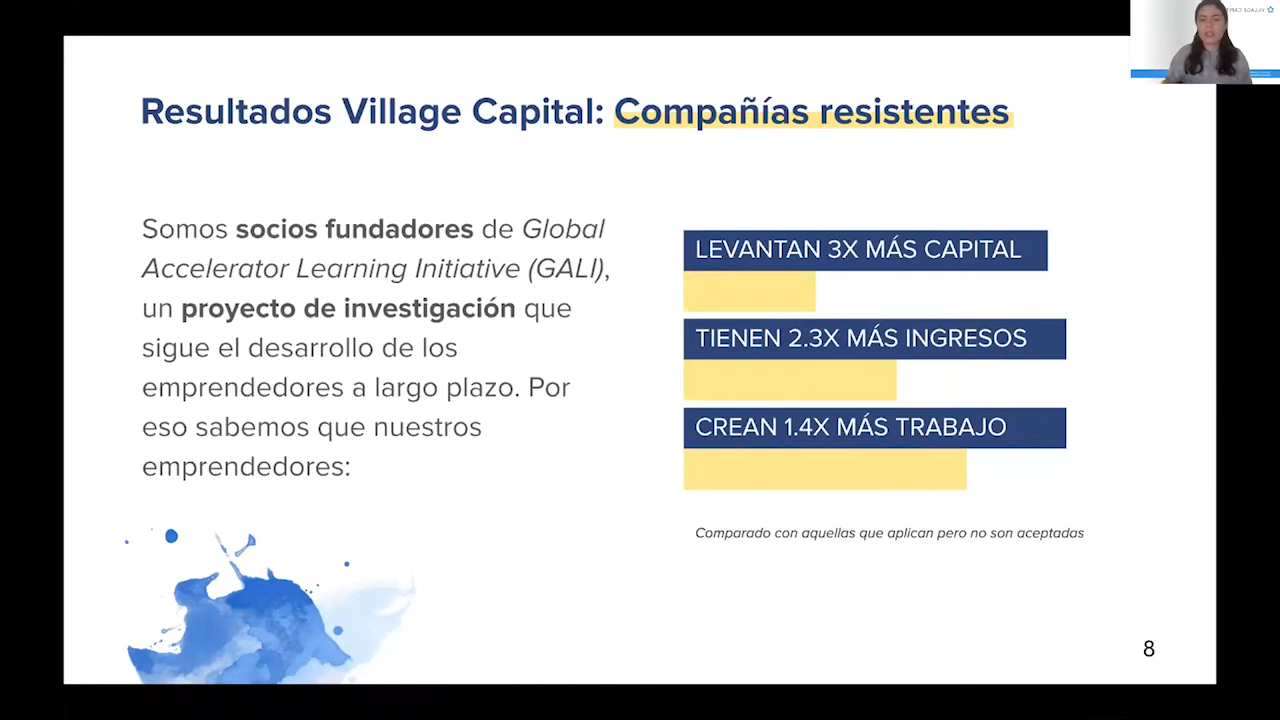 Resultados Village Capital: Compañías resistentes
Somos socios fundadores de Global
Accelerator Learning Initiative (GALI),
un proyecto de investigación que
sigue el desarrollo de los
emprendedores a largo plazo. Por
eso sabemos que nuestros
emprendedores:
LEVANTAN 3X MÁS CAPITAL
TIENEN 2.3X MÁS INGRESOS
CREAN 1.4X MÁS TRABAJO
Comparado con aquellas que aplican pero no son aceptadas
8